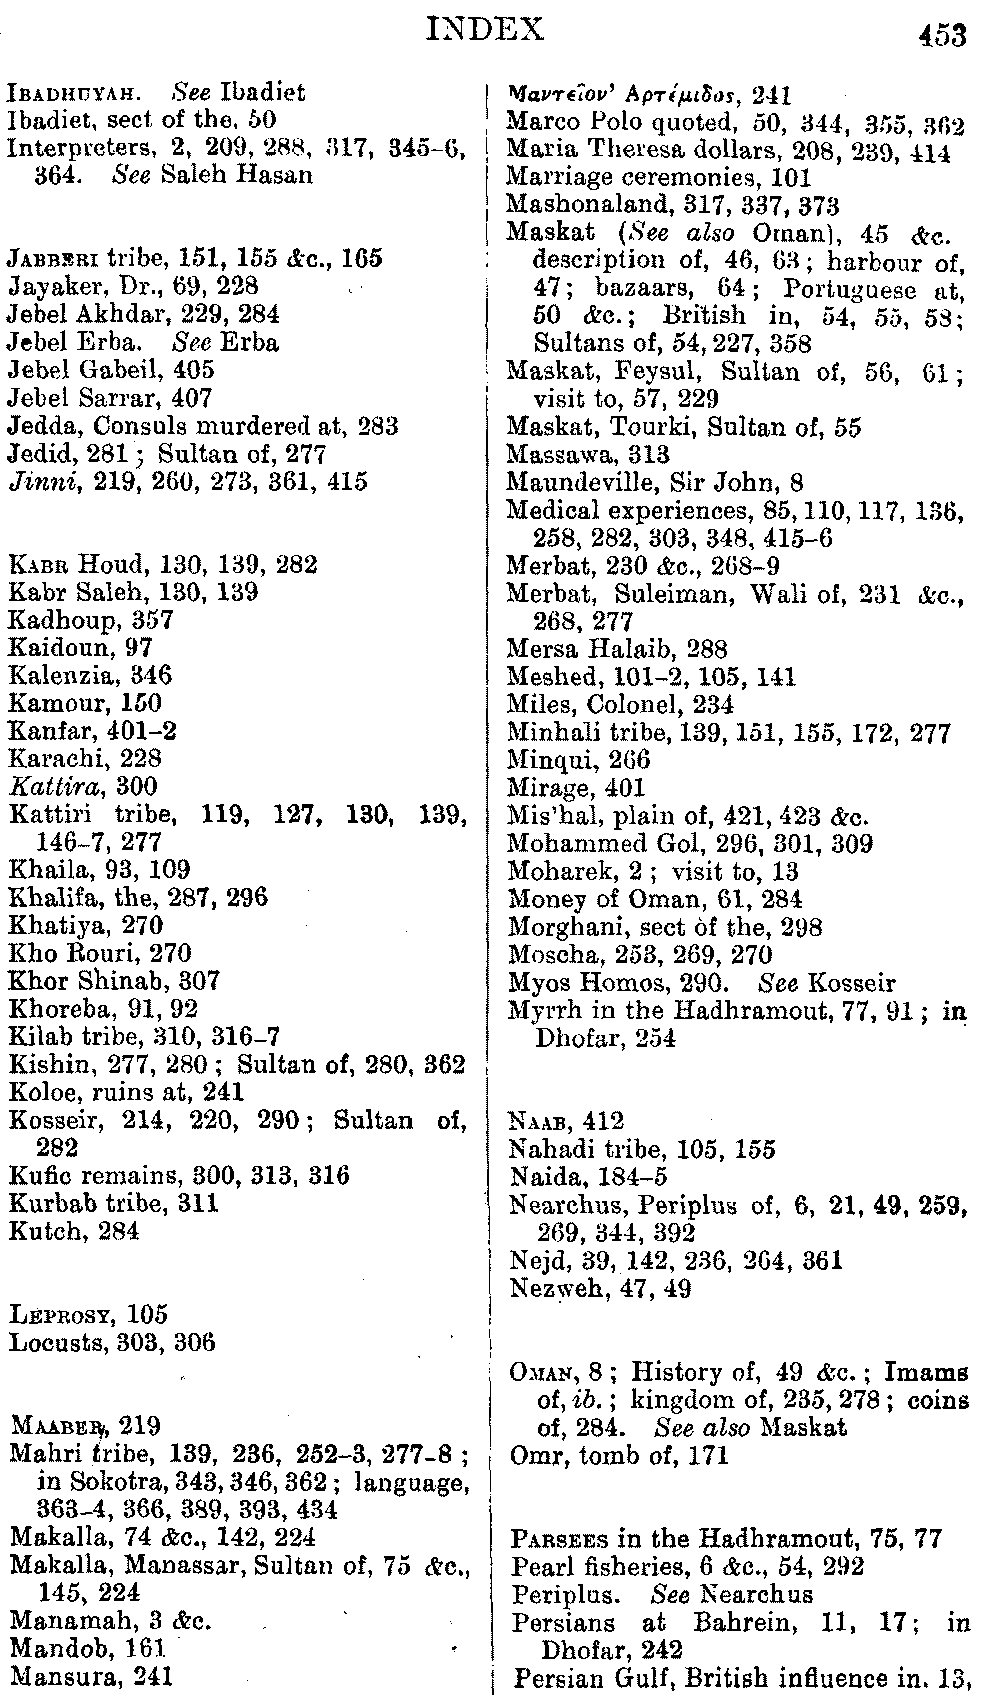 INDEX 453
IBADHUYAH. See Ibadiet
Ibadiet, sect of the, 50
Interpreters, 2, 209, 288, 317, 345-6,
364. See Saleh Hasan
JABBERI tribe, 151, 155 &c., 165
Jayaker, Dr., 69, 228
Jebel Akhdar, 229, 284
Jebel Erba. See Erba
Jebel Gabeil, 405
Jebel Sarrar, 407
Jedda, Consuls murdered at, 283
Jedid, 281; Sultan of, 277
Jinni, 219, 260, 273, 361, 415
KABR Houd, 130, 139, 282
Kabr Saleh, 130, 139
Kadhoup, 357
Kaidoun, 97
Kalenzia, 346
Kamour, 150
Kanfar, 401-2
Karachi, 228
Kattira, 300
Kattiri tribe, 119, 127, 130, 139,
146-7, 277
Khaila, 93, 109
Khalifa, the, 287, 296
Khatiya, 270
Kho Rouri, 270
Khor Shinab, 307
Khoreba, 91, 92
Kilab tribe, 310, 316-7
Kishin, 277, 280; Sultan of, 280, 362
Koloe, ruins at, 241
Kosseir, 214, 220, 290; Sultan of,
282
Kufic remains, 300, 313, 316
Kurbab tribe, 311
Kutch, 284
LEPROSY, 105
Locusts, 303, 306
MAABER, 219
Mahri tribe, 139, 236, 252-3, 277-8;
in Sokotra, 343, 346, 362; language,
363-4, 366, 389, 393, 434
Makalla, 74 &c., 142, 224
Makalla, Manassar, Sultan of, 75 &c.,
145, 224
Manamah, 3 &c.
Mandob, 161
Mansura, 241
Μαντεῖον' Αρτέμιδος, 241
Marco Polo quoted, 50, 344, 355, 362
Maria Theresa dollars, 208, 239, 414
Marriage ceremonies, 101
Mashonaland, 317, 337, 373
Maskat (See also Oman), 45 &c.
description of, 46, 63; harbour of,
47; bazaars, 64; Portuguese at,
50 &c.; British in, 54, 55, 58;
Sultans of, 54, 227, 358
Maskat, Feysul, Sultan of, 56, 61;
visit to, 57, 229
Maskat, Tourki, Sultan of, 55
Massawa, 313
Maundeville, Sir John, 8
Medical experiences, 85, 110, 117, 136,
258, 282, 303, 348, 415-6
Merbat, 230 &c., 268-9
Merbat, Suleiman, Wali of, 231 &c.,
268, 277
Mersa Halaib, 288
Meshed, 101-2, 105, 141
Miles, Colonel, 234
Minhali tribe, 139, 151, 155, 172, 277
Minqui, 266
Mirage, 401
Mis'hal, plain of, 421, 423 &c.
Mohammed Gol, 296, 301, 309
Moharek, 2; visit to, 13
Money of Oman, 61, 284
Morghani, sect of the, 298
Moscha, 253, 269, 270
Myos Homos, 290. See Kosseir
Myrrh in the Hadhramout, 77, 91; in
Dhofar, 254
NAAB, 412
Nahadi tribe, 105, 155
Naida, 184-5
Nearchus, Periplus of, 6, 21, 49, 259,
269, 344, 392
Nejd, 39, 142, 236, 264, 361
Nezweh, 47, 49
OMAN, 8; History of, 49 &c.; Imams
of, ib.; kingdom of, 235, 278; coins
of, 284. See also Maskat
Omr, tomb of, 171
PARSEES in the Hadhramout, 75, 77
Pearl fisheries, 6 &c., 54, 292
Periplus. See Nearchus
Persians at Bahrein, 11, 17; in
Dhofar, 242
Persian Gulf, British influence in, 13,